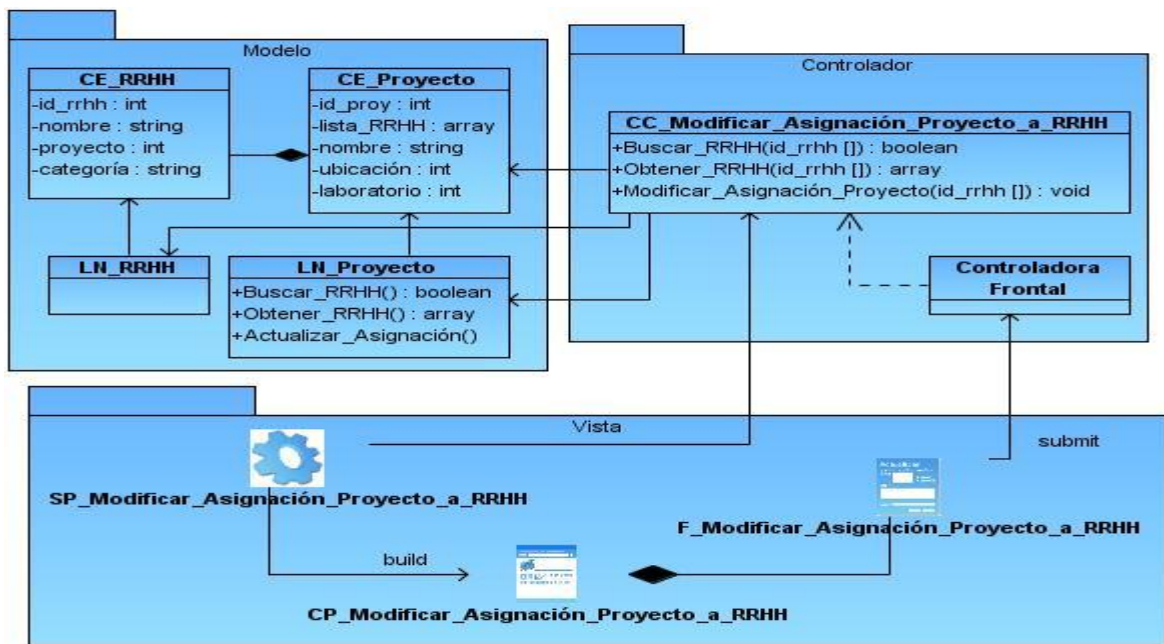 Modelo
CE_RRHH
-id_rrhh : int
-nombre : string
-proyecto : int
-categoría : string
CE_Proyecto
-id_proy : int
-lista_RRHH : array
-nombre : string
-ubicación : int
-laboratorio : int
LN_RRHH
LN_Proyecto
+Buscar_RRHH() : boolean
+Obtener_RRHH() : array
+Actualizar_Asignación()
Controlador
CC_Modificar_Asignación_Proyecto_a_RRHH
+Buscar_RRHH(id_rrhh []) : boolean
+Obtener_RRHH(id_rrhh []) : array
+Modificar_Asignación_Proyecto(id_rrhh []) : void
Controladora
Frontal
Vista
submit
SP_Modificar_Asignación_Proyecto_a_RRHH
F_Modificar_Asignación_Proyecto_a_RRHH
build
CP_Modificar_Asignación_Proyecto_a_RRHH